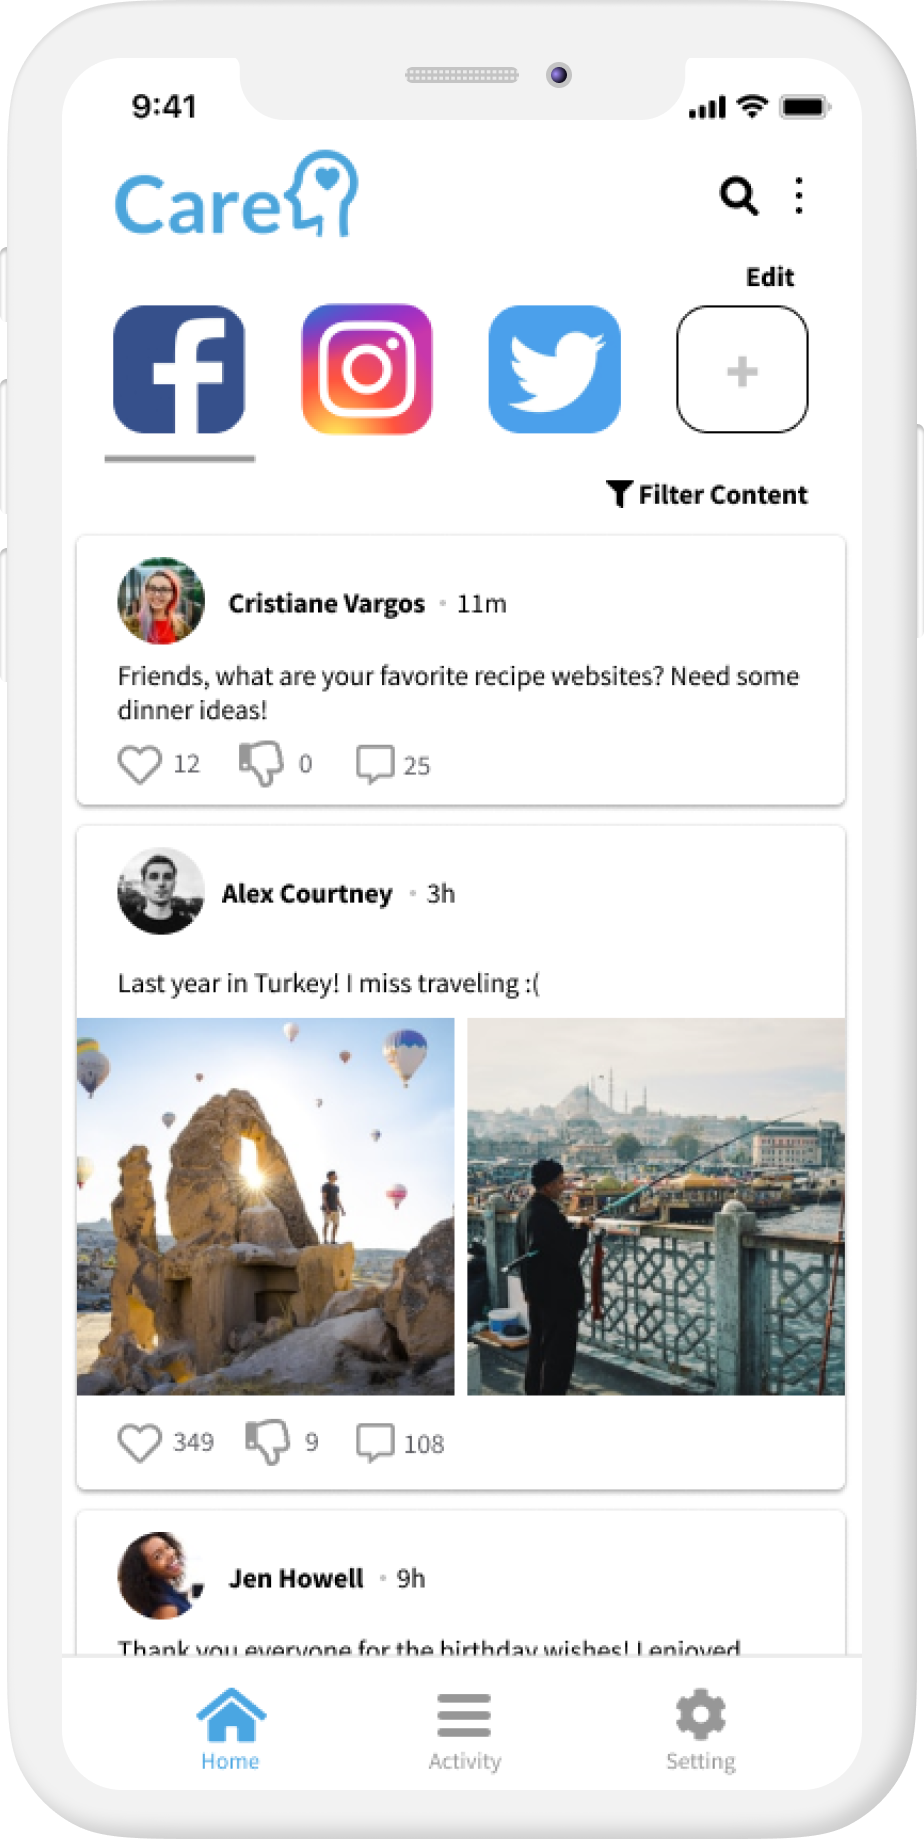 9:41
Care
Edit
Filter Content
Cristiane Vargos • 11m
Friends, what are your favorite recipe websites? Need some
dinner ideas!
12 0 25
Alex Courtney • 3h
Last year in Turkey! I miss traveling :(
349 9 108
Jen Howell • 9h
Thank you everyone for the birthday wishes! I enjoyed
Home Activity Setting